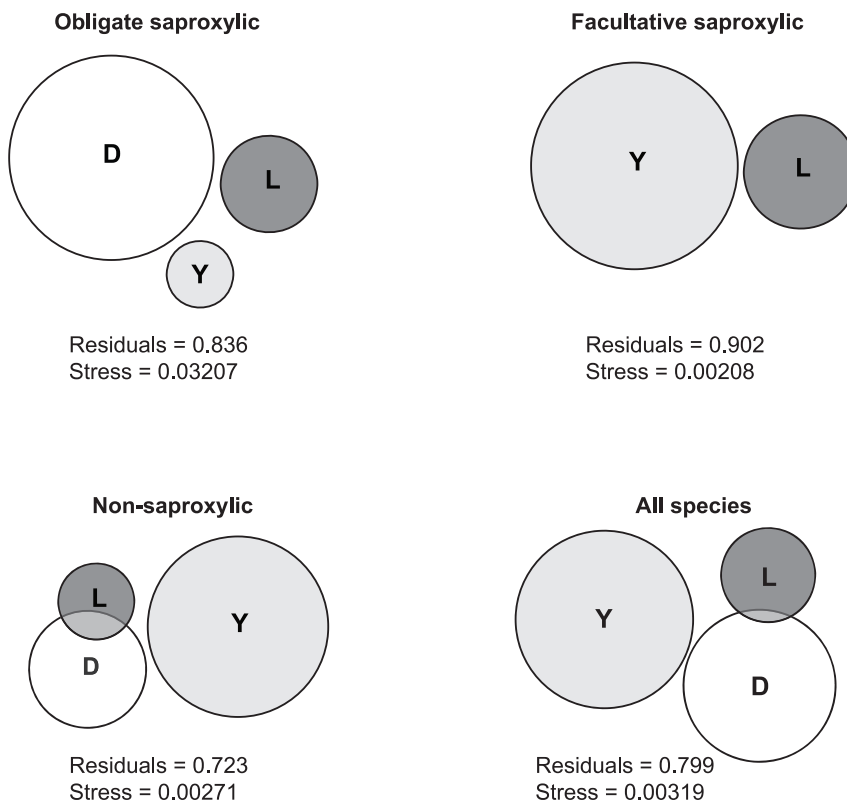 Obligate saproxylic
D
L
Y
Residuals = 0.836
Stress = 0.03207
Facultative saproxylic
Y
L
Residuals = 0.902
Stress = 0.00208
Non-saproxylic
L
Y
D
Residuals = 0.723
Stress = 0.00271
All species
L
Y
D
Residuals = 0.799
Stress = 0.00319